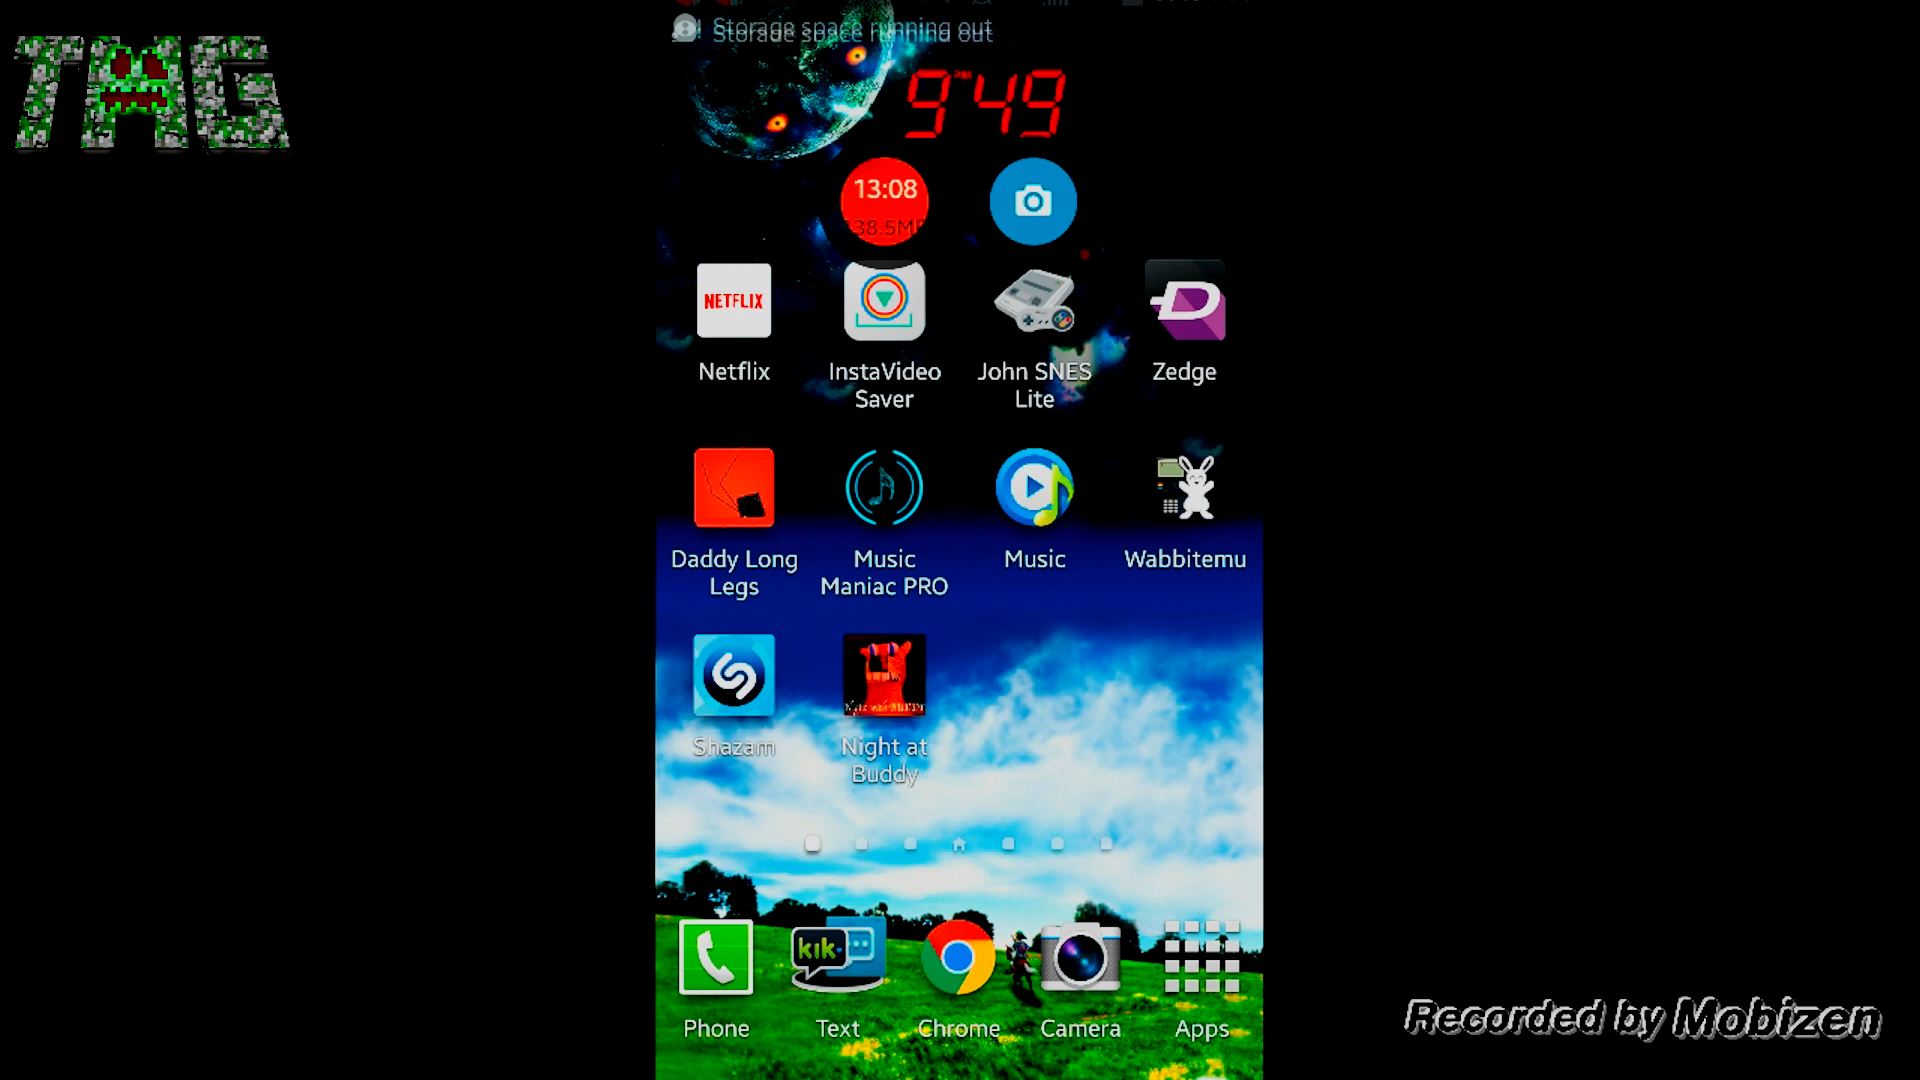 TMG
Storage space running out
9:49
13:08
138.5M
NETFLIX
Netflix
InstaVideo
Saver
John SNES
Lite
Zedge
Daddy Long
Legs
Music
Maniac PRO
Music
Wabbitemu
Shazam
Night at
Buddy
kik
Phone
Text
Chrome
Camera
Apps
Recorded by Mobizen